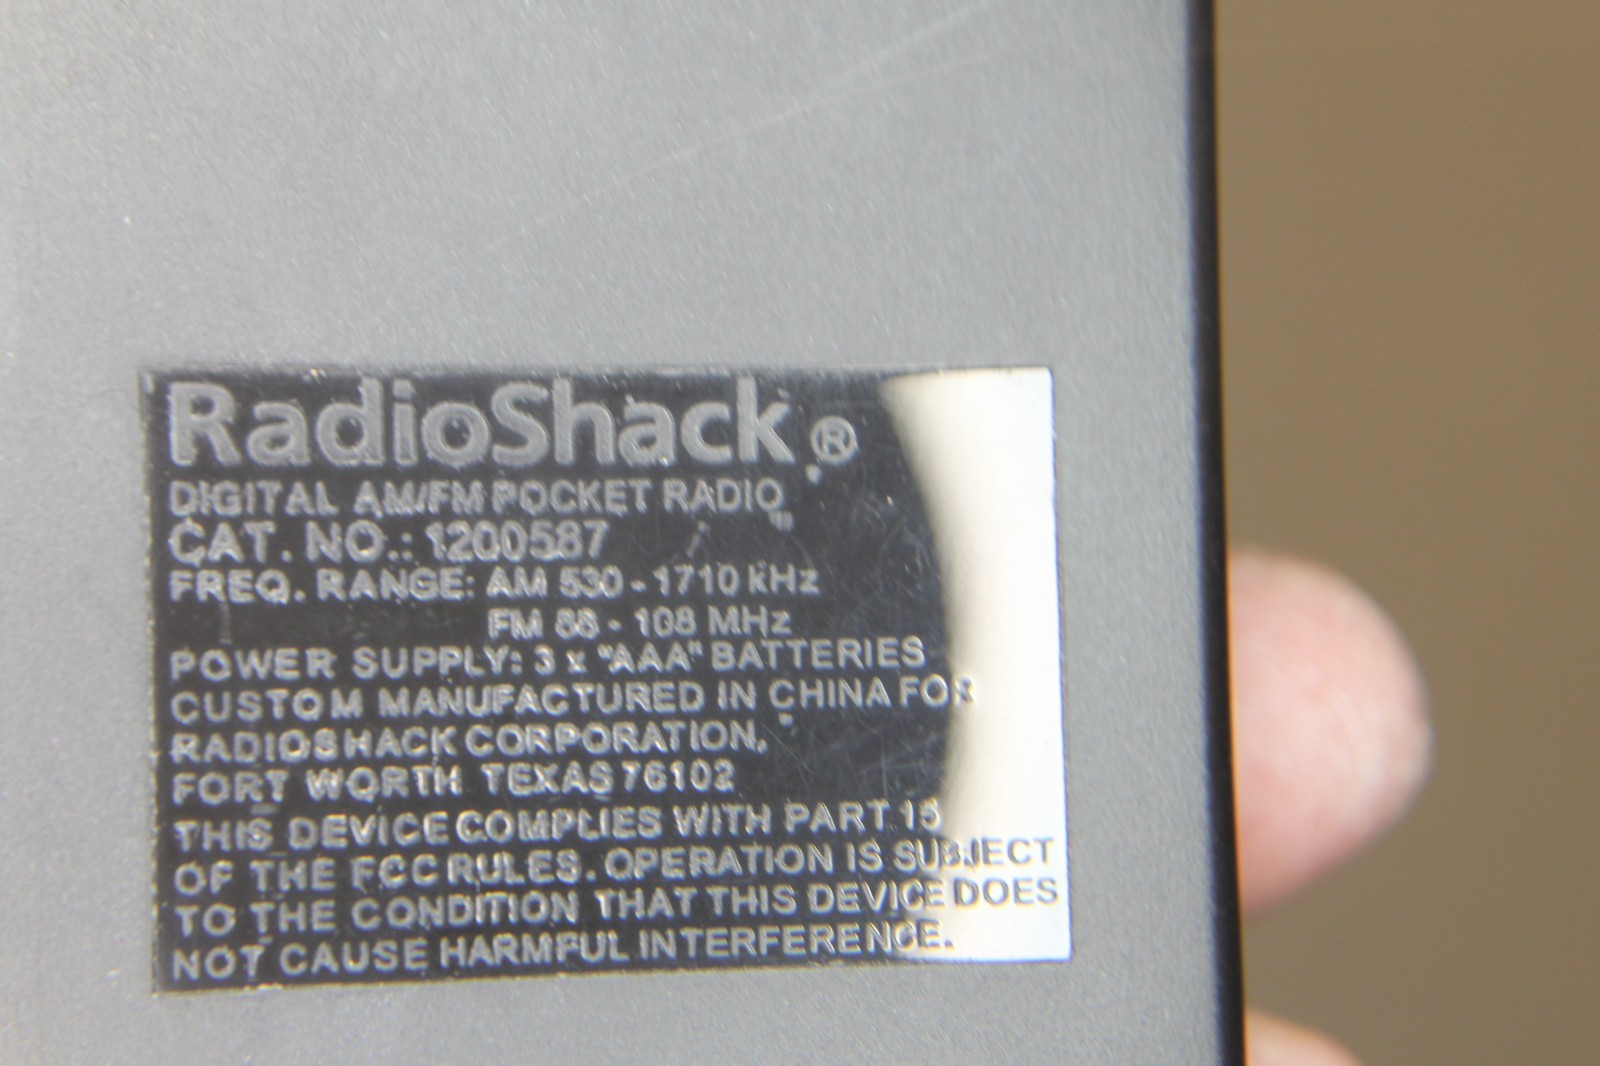 RadioShack®
DIGITAL AM/FM POCKET RADIO
CAT. NO.: 1200587
FREQ. RANGE: AM 530 - 1710 kHz
FM 88 - 108 MHz
POWER SUPPLY: 3 x "AAA" BATTERIES
CUSTOM MANUFACTURED IN CHINA FOR
RADIOSHACK CORPORATION,
FORT WORTH TEXAS 76102
THIS DEVICE COMPLIES WITH PART 15
OF THE FCC RULES. OPERATION IS SUBJECT
TO THE CONDITION THAT THIS DEVICE DOES
NOT CAUSE HARMFUL INTERFERENCE.